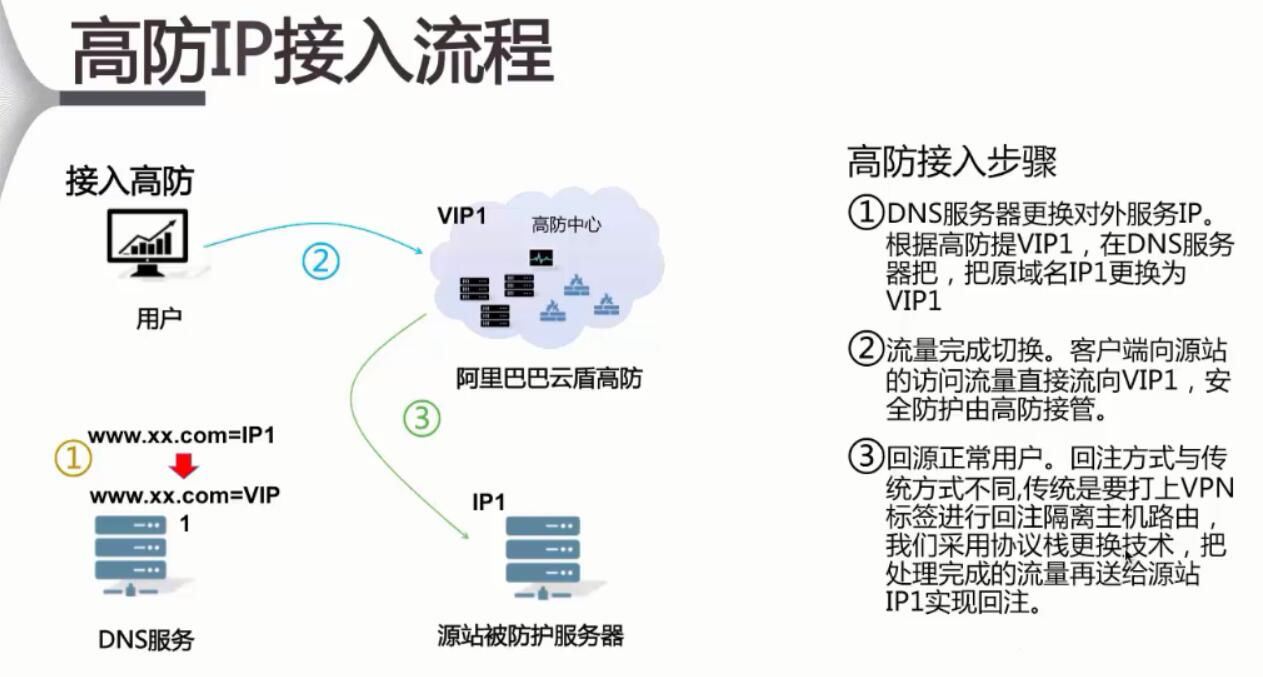 高防IP接入流程
接入高防
用户
②
VIP1
高防中心
阿里巴巴云盾高防
③
①
www.xx.com=IP1
www.xx.com=VIP
1
DNS服务
IP1
源站被防护服务器
高防接入步骤
①DNS服务器更换对外服务IP。
根据高防提VIP1，在DNS服务
器把，把原域名IP1更换为
VIP1
②流量完成切换。客户端向源站
的访问流量直接流向VIP1，安
全防护由高防接管。
③回源正常用户。回注方式与传
统方式不同,传统是要打上VPN
标签进行回注隔离主机路由，
我们采用协议栈更换技术，把
处理完成的流量再送给源站
IP1实现回注。